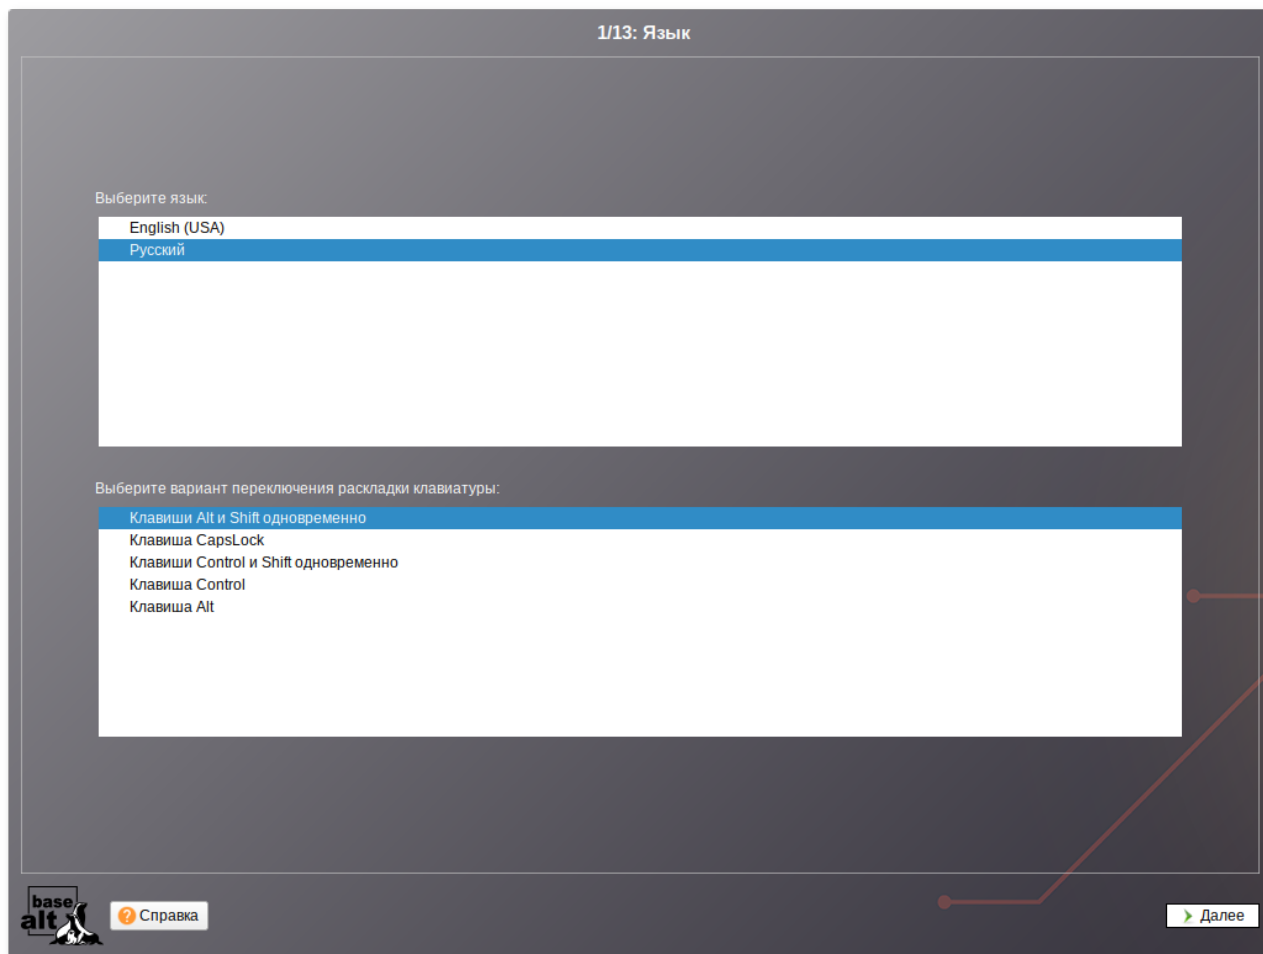 1/13: Язык
Выберите язык:
English (USA)
Русский
Выберите вариант переключения раскладки клавиатуры:
Клавиши Alt и Shift одновременно
Клавиша CapsLock
Клавиши Control и Shift одновременно
Клавиша Control
Клавиша Alt
base
alt
? Справка
Далее